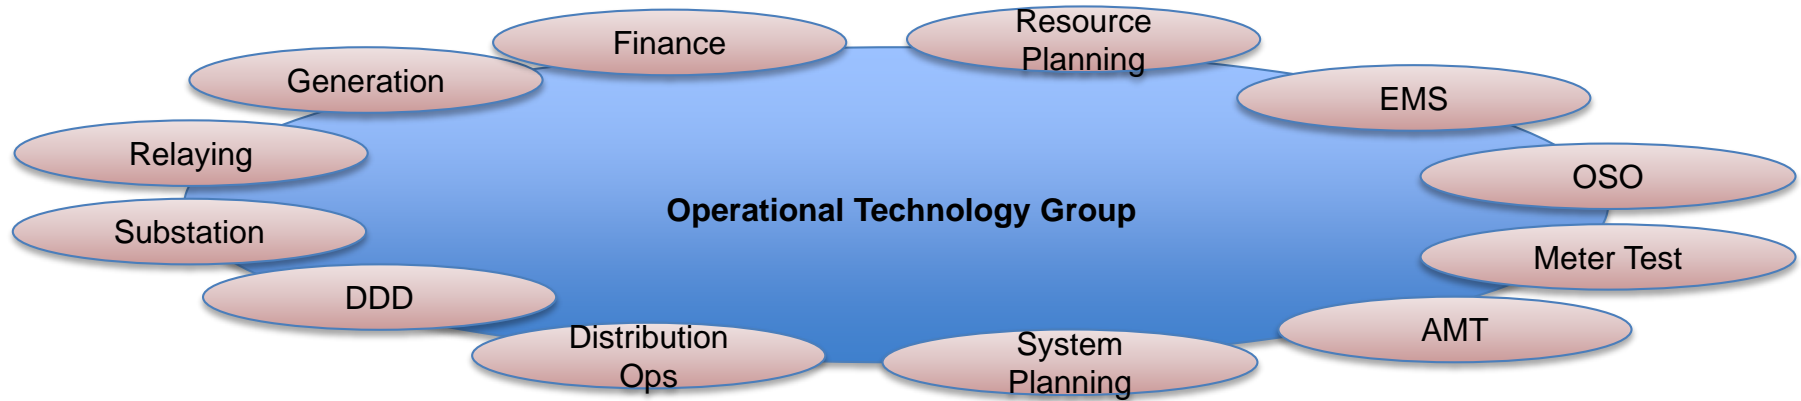 Finance
Resource
Planning
Generation
EMS
Relaying
OSO
Operational Technology Group
Substation
Meter Test
DDD
AMT
Distribution
Ops
System
Planning